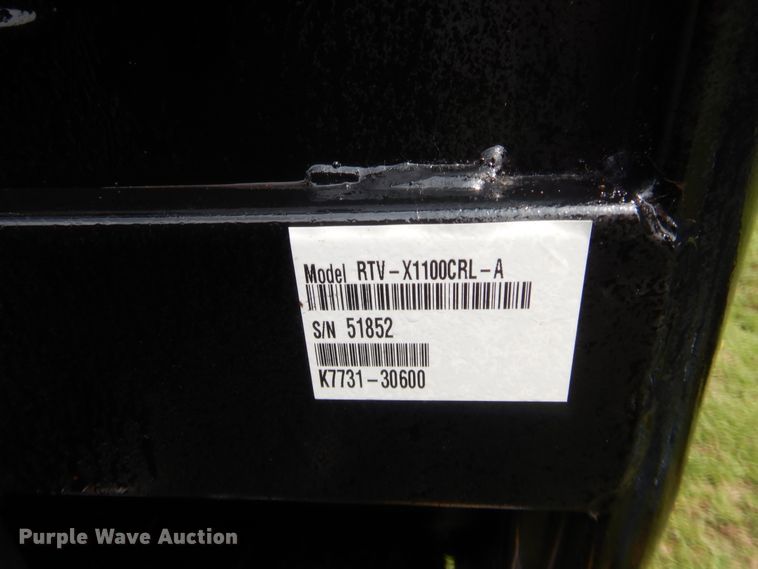 Model RTV-X1100CRL-A
S/N 51852
K7731-30600
Purple Wave Auction